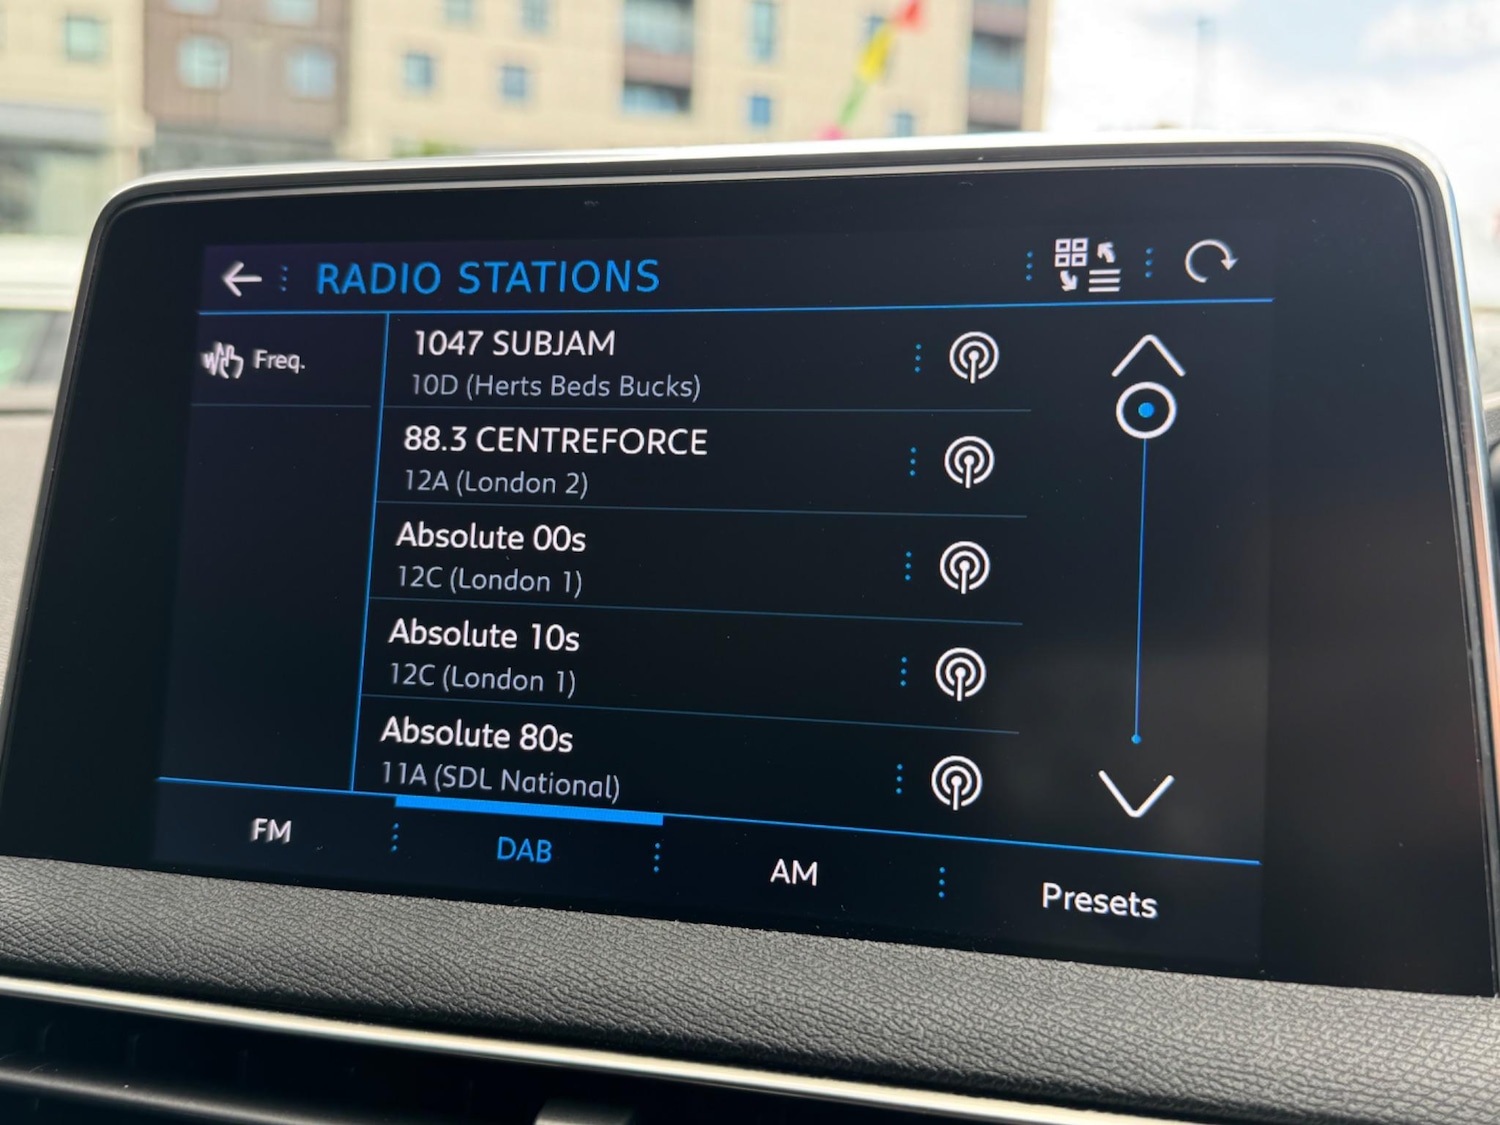 RADIO STATIONS
Freq.
1047 SUBJAM
10D (Herts Beds Bucks)
88.3 CENTREFORCE
12A (London 2)
Absolute 00s
12C (London 1)
Absolute 10s
12C (London 1)
Absolute 80s
11A (SDL National)
FM
DAB
AM
Presets